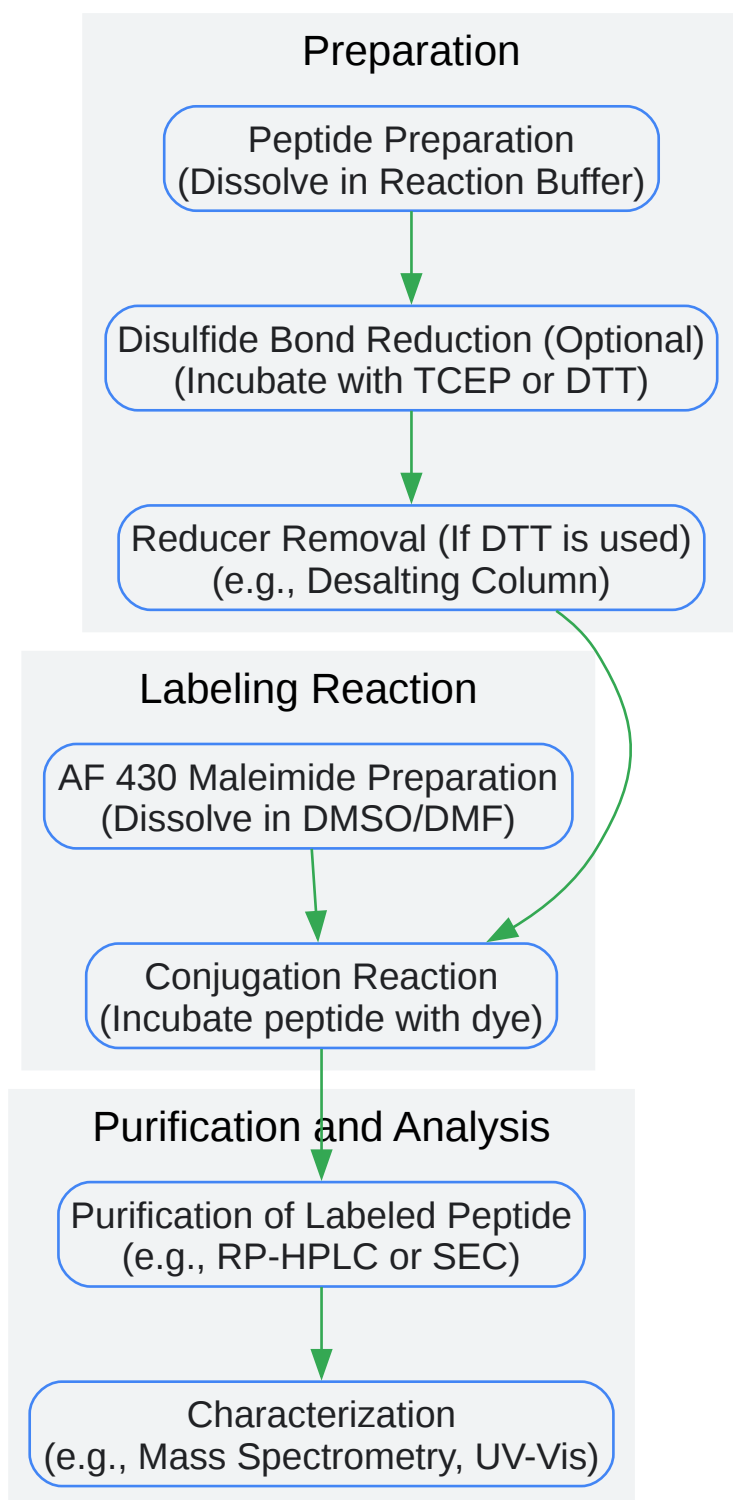 Preparation
Peptide Preparation
(Dissolve in Reaction Buffer)
Disulfide Bond Reduction (Optional)
(Incubate with TCEP or DTT)
Reducer Removal (If DTT is used)
(e.g., Desalting Column)
Labeling Reaction
AF 430 Maleimide Preparation
(Dissolve in DMSO/DMF)
Conjugation Reaction
(Incubate peptide with dye)
Purification and Analysis
Purification of Labeled Peptide
(e.g., RP-HPLC or SEC)
Characterization
(e.g., Mass Spectrometry, UV-Vis)